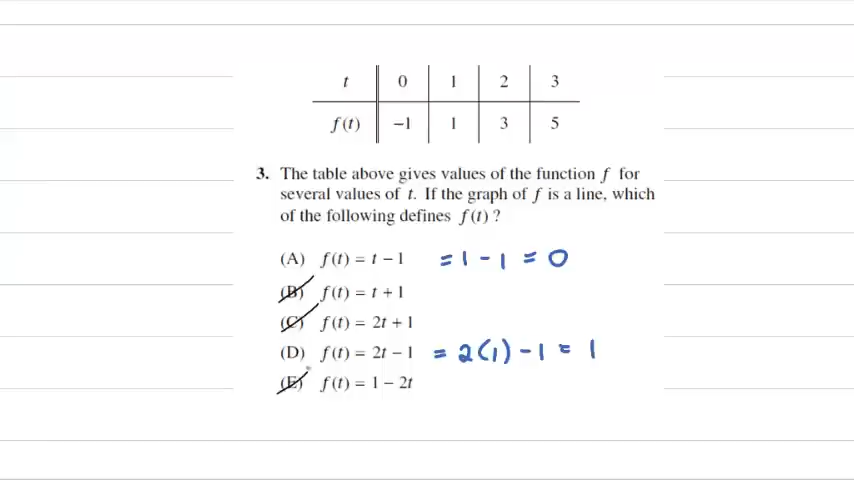 t 0 1 2 3
f(t) −1 1 3 5
3. The table above gives values of the function f for
several values of t. If the graph of f is a line, which
of the following defines f(t) ?
(A) f(t) = t − 1 = 1 - 1 = 0
(B) f(t) = t + 1
(C) f(t) = 2t + 1
(D) f(t) = 2t − 1 = 2(1) - 1 = 1
(E) f(t) = 1 − 2t